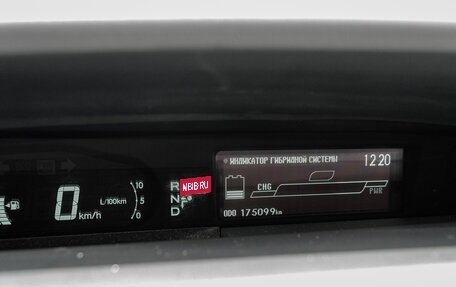 ИНДИКАТОР ГИБРИДНОЙ СИСТЕМЫ 12:20
CHG
PWR
ODO 175099km
0 km/h
L/100km
10
5
0
R
N
D
NBIB.RU